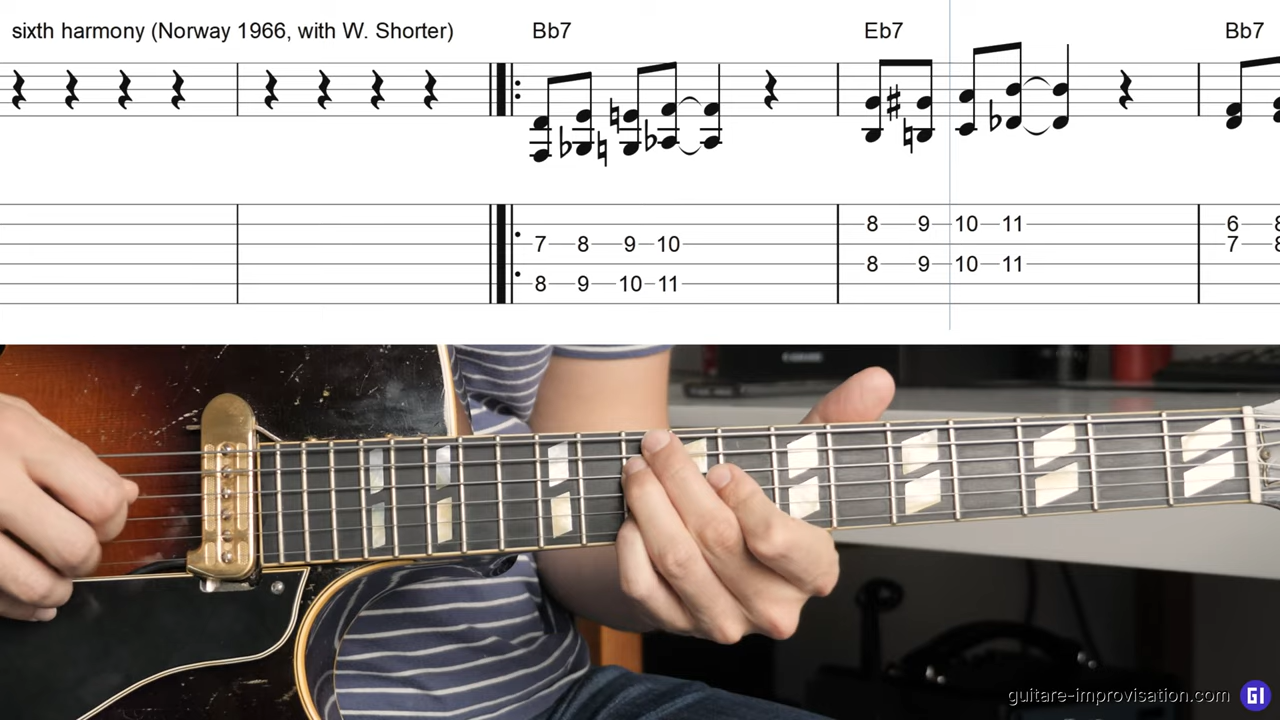 sixth harmony (Norway 1966, with W. Shorter)
Bb7 Eb7 Bb7
8 9 10 11 6
7 8 9 10 7 8
8 9 10 11
8 9 10 11
guitare-improvisation.com GI